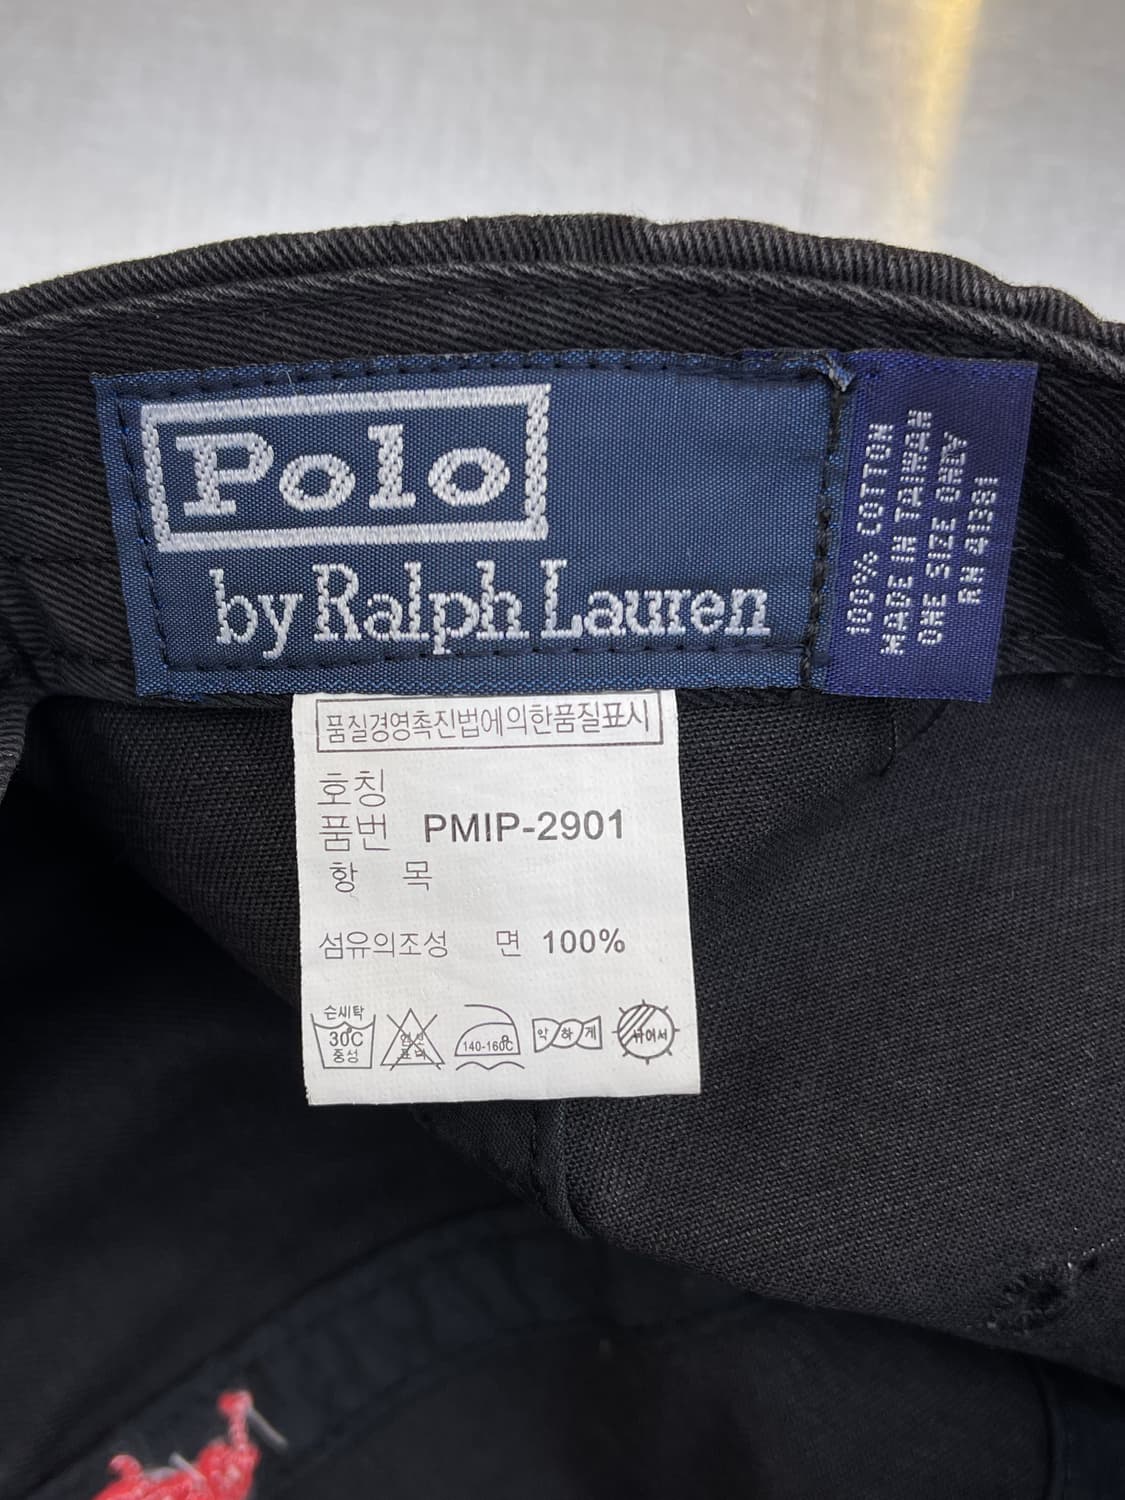 Polo
by Ralph Lauren
100% COTTON
MADE IN TAIWAN
ONE SIZE ONLY
RN 41381
품질경영촉진법에의한품질표시
호칭
품번 PMIP-2901
항 목
섬유의조성 면 100%
손세탁
30C
중성
140-160C
약하게
뉘어서